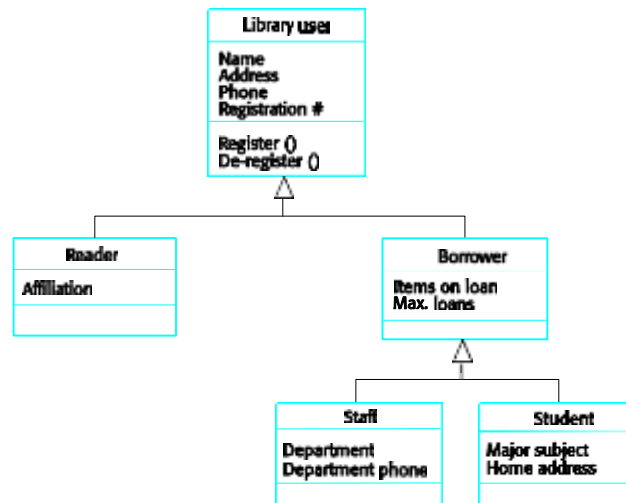 Library user
Name
Address
Phone
Registration #
Register ()
De-register ()
Reader
Affiliation
Borrower
Items on loan
Max. loans
Staff
Department
Department phone
Student
Major subject
Home address